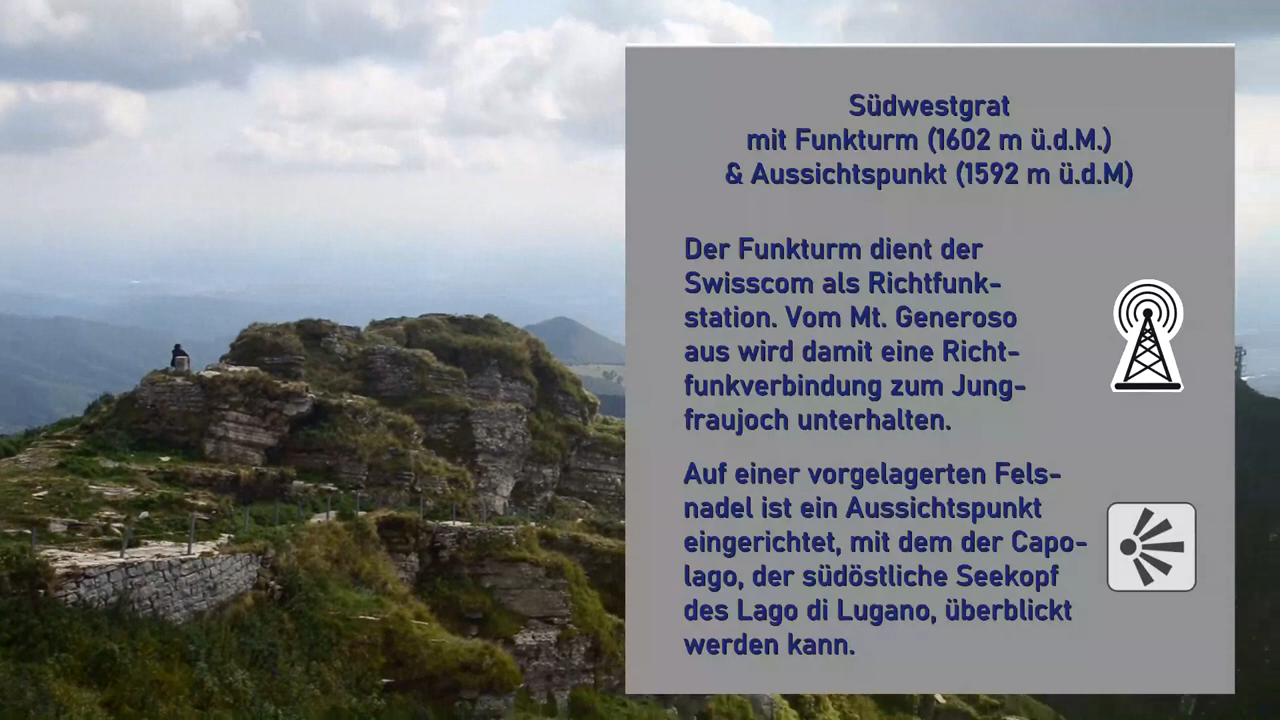 Südwestgrat
mit Funkturm (1602 m ü.d.M.)
& Aussichtspunkt (1592 m ü.d.M)
Der Funkturm dient der
Swisscom als Richtfunk-
station. Vom Mt. Generoso
aus wird damit eine Richt-
funkverbindung zum Jung-
fraujoch unterhalten.
Auf einer vorgelagerten Fels-
nadel ist ein Aussichtspunkt
eingerichtet, mit dem der Capo-
lago, der südöstliche Seekopf
des Lago di Lugano, überblickt
werden kann.